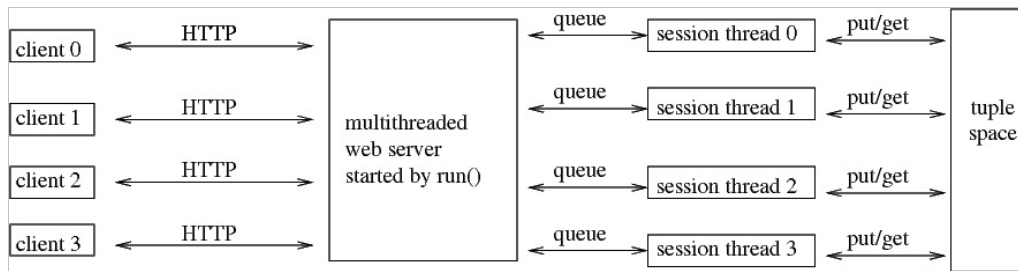 client 0
HTTP
queue
session thread 0
put/get
client 1
HTTP
multithreaded
web server
started by run()
queue
session thread 1
put/get
tuple
space
client 2
HTTP
queue
session thread 2
put/get
client 3
HTTP
queue
session thread 3
put/get